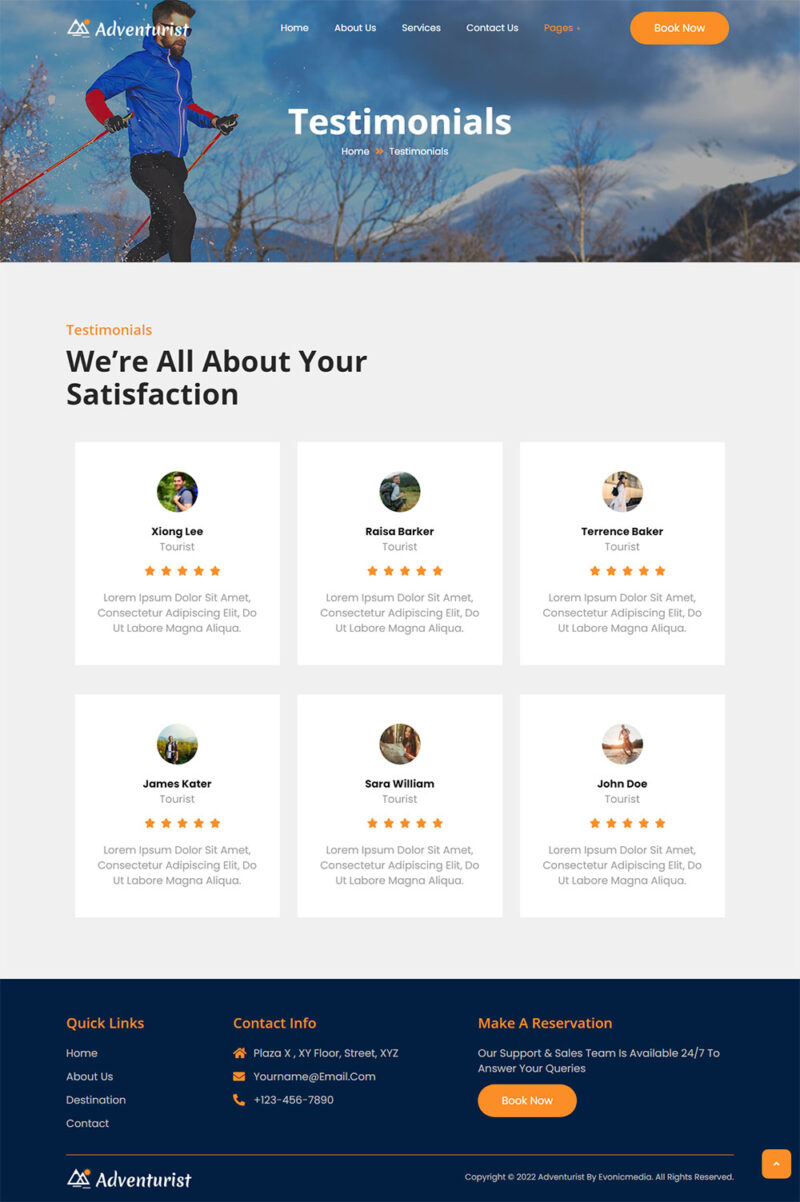 Adventurist
Home
About Us
Services
Contact Us
Pages +
Book Now
Testimonials
Home » Testimonials
Testimonials
We're All About Your
Satisfaction
Xiong Lee
Tourist
Lorem Ipsum Dolor Sit Amet,
Consectetur Adipiscing Elit, Do
Ut Labore Magna Aliqua.
Raisa Barker
Tourist
Lorem Ipsum Dolor Sit Amet,
Consectetur Adipiscing Elit, Do
Ut Labore Magna Aliqua.
Terrence Baker
Tourist
Lorem Ipsum Dolor Sit Amet,
Consectetur Adipiscing Elit, Do
Ut Labore Magna Aliqua.
James Kater
Tourist
Lorem Ipsum Dolor Sit Amet,
Consectetur Adipiscing Elit, Do
Ut Labore Magna Aliqua.
Sara William
Tourist
Lorem Ipsum Dolor Sit Amet,
Consectetur Adipiscing Elit, Do
Ut Labore Magna Aliqua.
John Doe
Tourist
Lorem Ipsum Dolor Sit Amet,
Consectetur Adipiscing Elit, Do
Ut Labore Magna Aliqua.
Quick Links
Home
About Us
Destination
Contact
Contact Info
Plaza X , XY Floor, Street, XYZ
Yourname@Email.Com
+123-456-7890
Make A Reservation
Our Support & Sales Team Is Available 24/7 To
Answer Your Queries
Book Now
Adventurist
Copyright © 2022 Adventurist By Evonicmedia. All Rights Reserved.